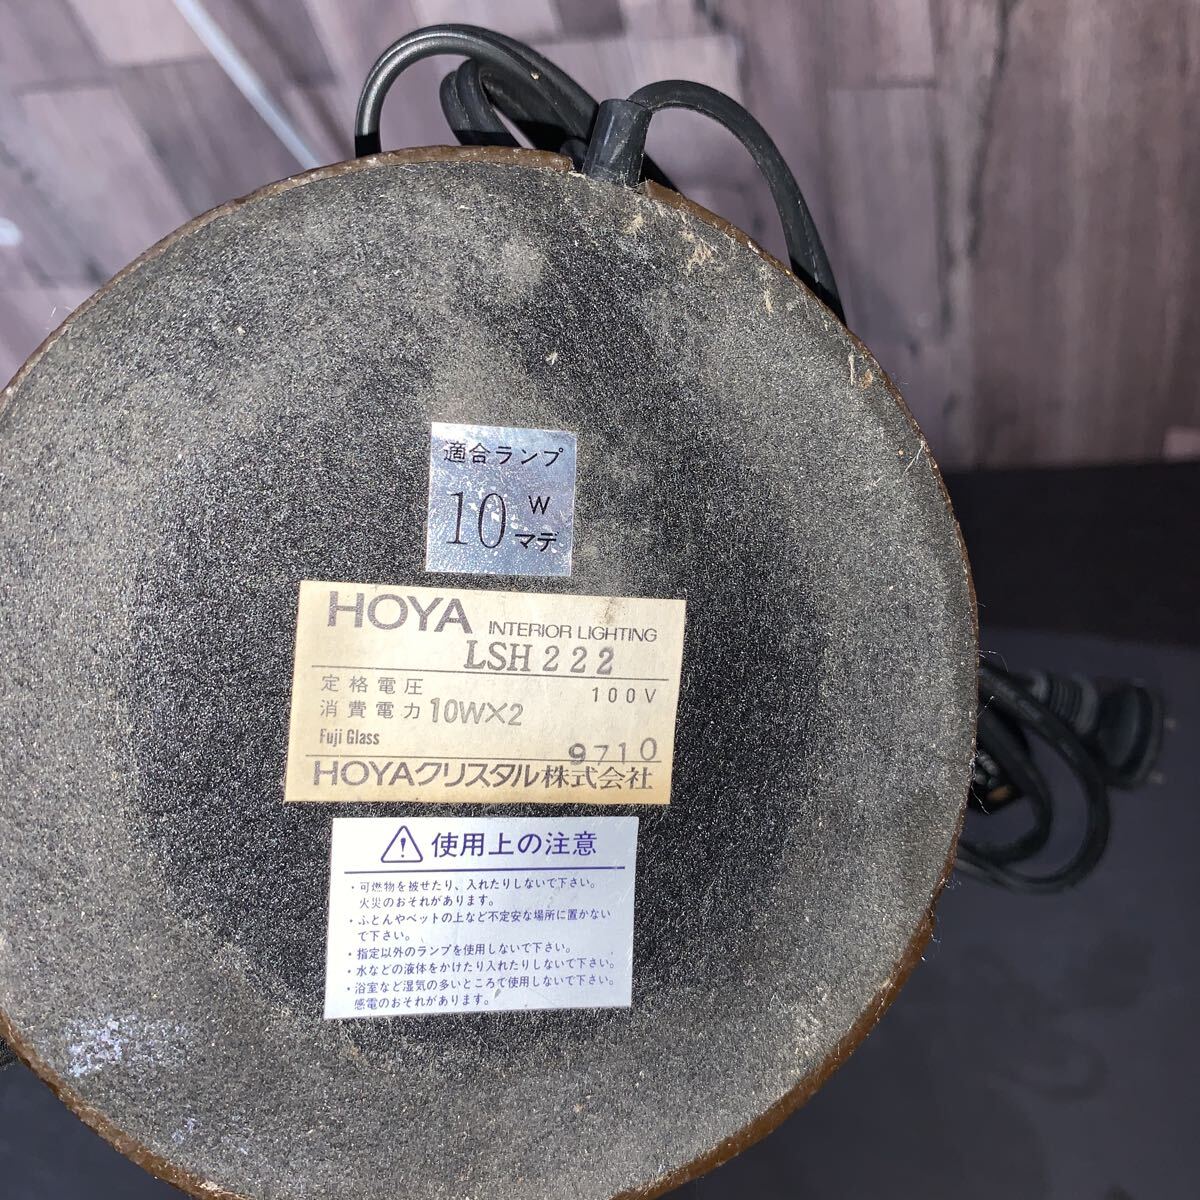 適合ランプ
10 W マデ
HOYA INTERIOR LIGHTING
LSH222
定格電圧 100V
消費電力 10W×2
Fuji Glass 9710
HOYAクリスタル株式会社
使用上の注意
・可燃物を被せたり、入れたりしないで下さい。
火災のおそれがあります。
・ふとんやベットの上など不安定な場所に置かない
で下さい。
・指定以外のランプを使用しないで下さい。
・水などの液体をかけたり入れたりしないで下さい。
・浴室など湿気の多いところで使用しないで下さい。
感電のおそれがあります。